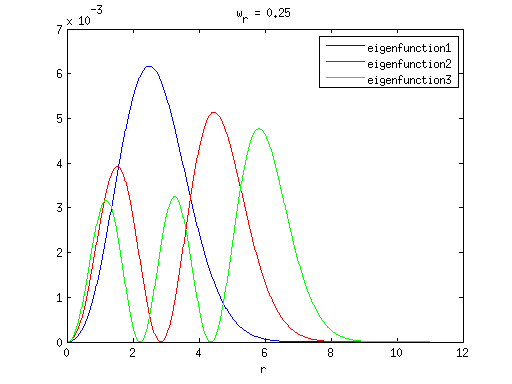 w_r = 0.25
x 10^-3
eigenfunction1
eigenfunction2
eigenfunction3
7
6
5
4
3
2
1
0
0 2 4 6 8 10 12
r